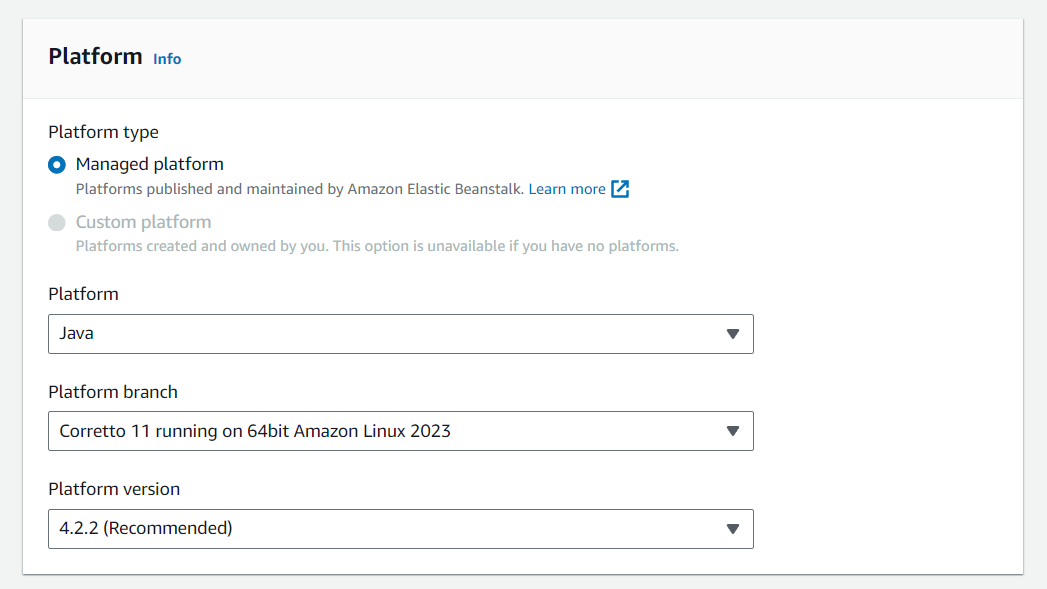 Platform Info
Platform type
Managed platform
Platforms published and maintained by Amazon Elastic Beanstalk. Learn more
Custom platform
Platforms created and owned by you. This option is unavailable if you have no platforms.
Platform
Java
Platform branch
Corretto 11 running on 64bit Amazon Linux 2023
Platform version
4.2.2 (Recommended)